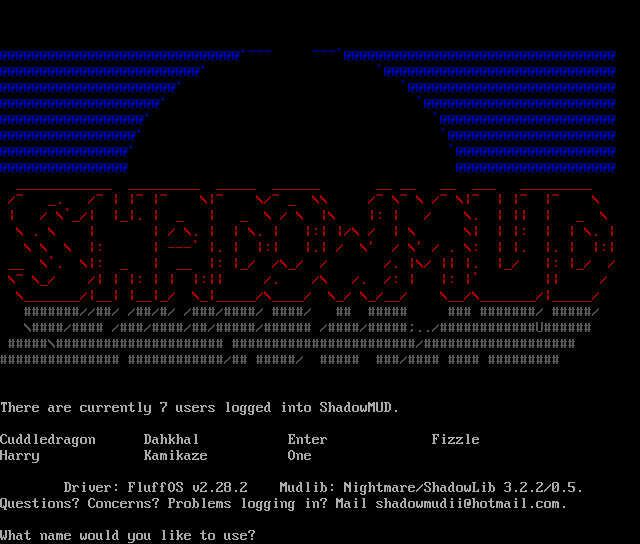 SHADOWMUD
There are currently 7 users logged into ShadowMUD.
Cuddledragon Dahkhal Enter Fizzle
Harry Kamikaze One
Driver: FluffOS v2.28.2 Mudlib: Nightmare/ShadowLib 3.2.2/0.5.
Questions? Concerns? Problems logging in? Mail shadowmudii@hotmail.com.
What name would you like to use?